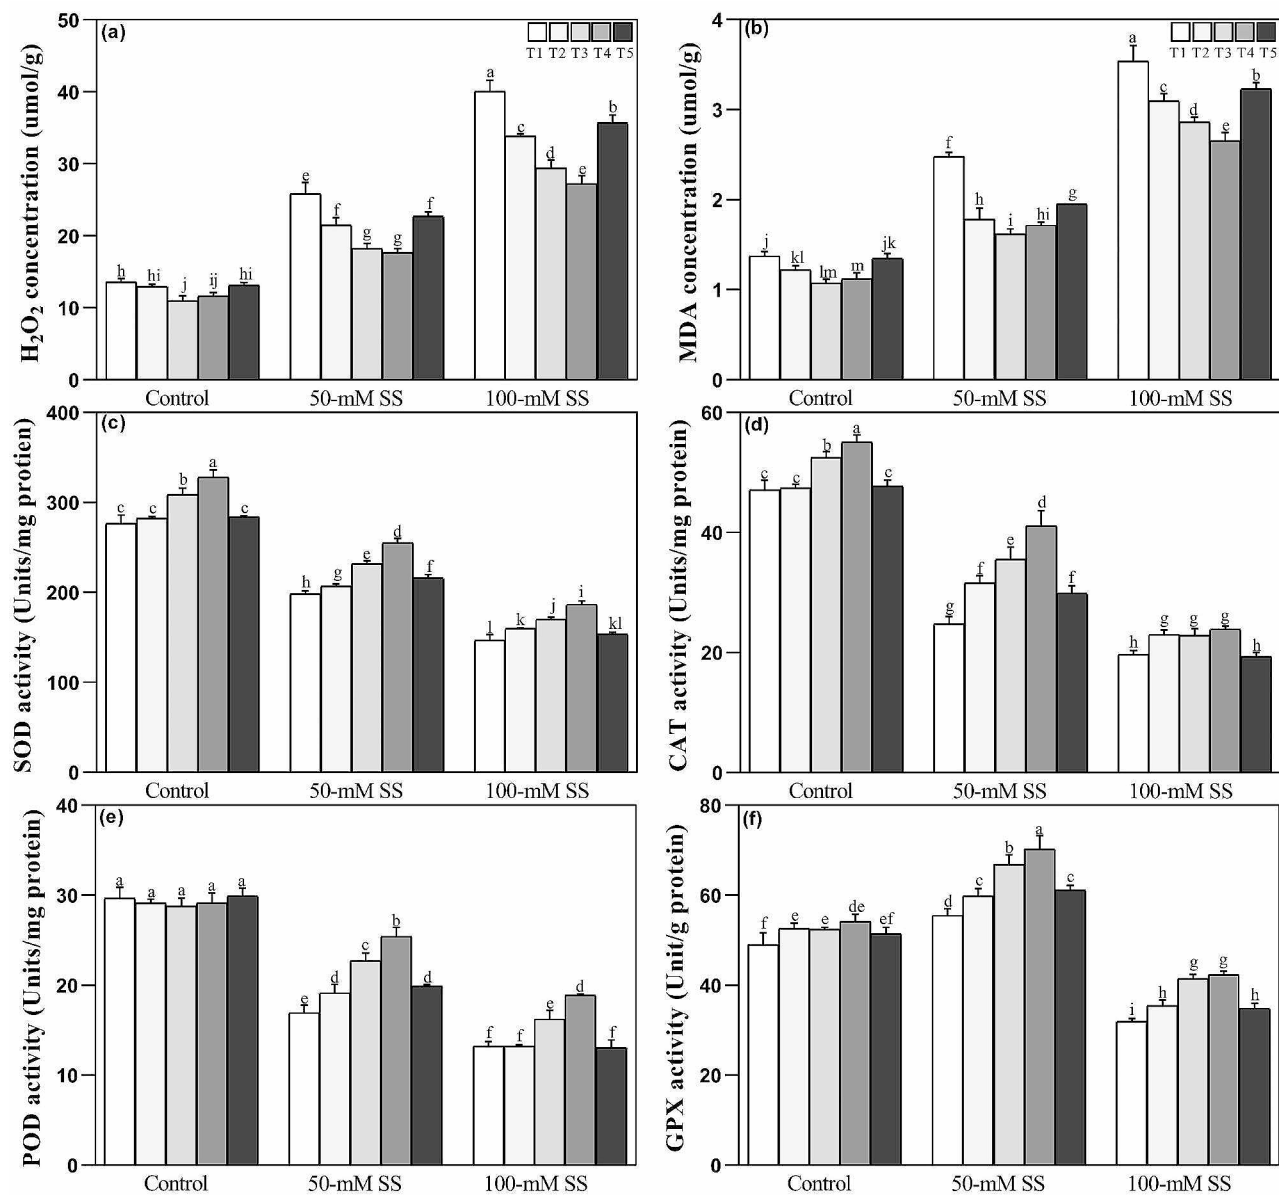 (a)
T1 T2 T3 T4 T5
H₂O₂ concentration (umol/g)
50
40
30
20
10
0
h hi j ij hi
e f g g f
a c d e b
Control 50-mM SS 100-mM SS
(b)
T1 T2 T3 T4 T5
MDA concentration (umol/g)
4
3
2
1
0
j kl lm m jk
f h i hi g
a c d e b
Control 50-mM SS 100-mM SS
(c)
SOD activity (Units/mg protien)
400
300
200
100
0
c c b a c
h g e d f
l k j i kl
Control 50-mM SS 100-mM SS
(d)
CAT activity (Units/mg protein)
60
40
20
0
c c b a c
g f e d f
h g g g h
Control 50-mM SS 100-mM SS
(e)
POD activity (Units/mg protein)
40
30
20
10
0
a a a a a
e d c b d
f f e d f
Control 50-mM SS 100-mM SS
(f)
GPX activity (Unit/g protein)
80
60
40
20
0
f e e de ef
d c b a c
i h g g h
Control 50-mM SS 100-mM SS